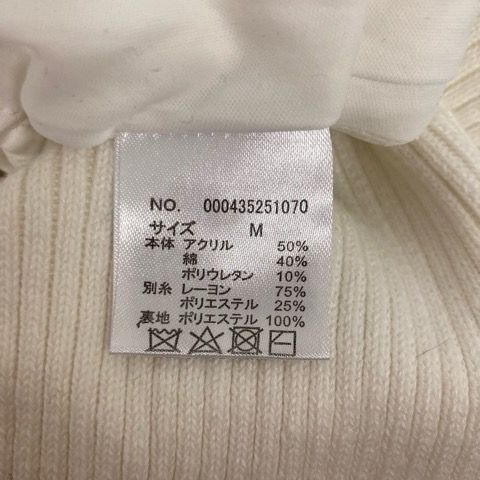 NO. 000435251070
サイズ M
本体 アクリル 50%
綿 40%
ポリウレタン 10%
別糸 レーヨン 75%
ポリエステル 25%
裏地 ポリエステル 100%